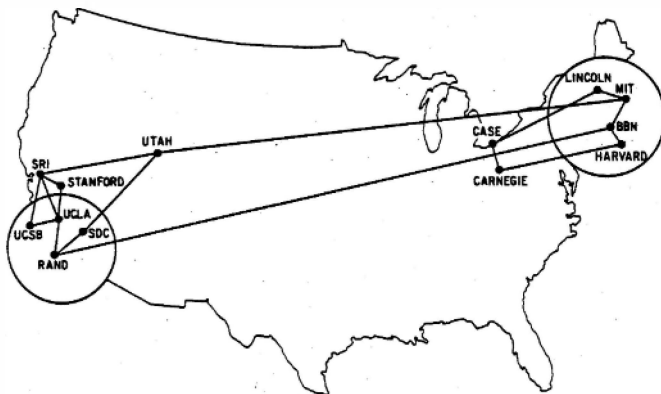 LINCOLN
MIT
CASE
BBN
UTAH
HARVARD
SRI
CARNEGIE
STANFORD
UCLA
UCSB
SDC
RAND